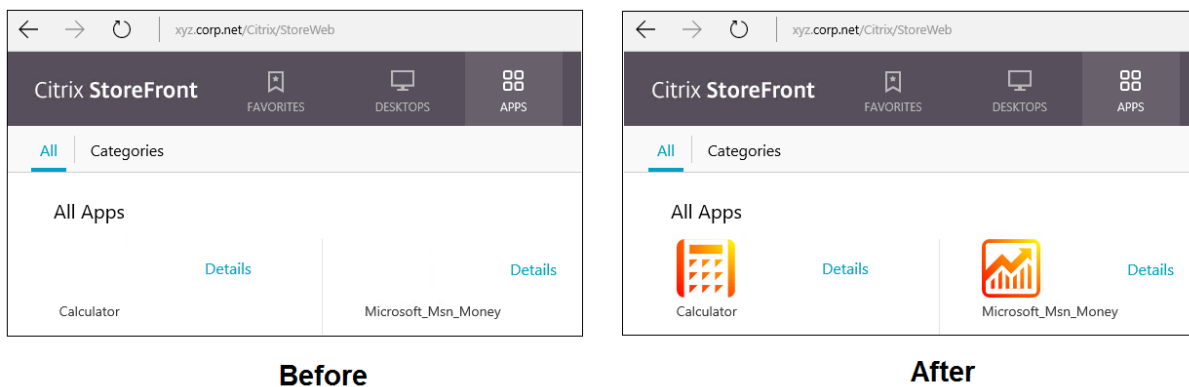 xyz.corp.net/Citrix/StoreWeb
Citrix StoreFront
FAVORITES
DESKTOPS
APPS
All
Categories
All Apps
Details
Details
Calculator
Microsoft_Msn_Money
Before
xyz.corp.net/Citrix/StoreWeb
Citrix StoreFront
FAVORITES
DESKTOPS
APPS
All
Categories
All Apps
Details
Details
Calculator
Microsoft_Msn_Money
After